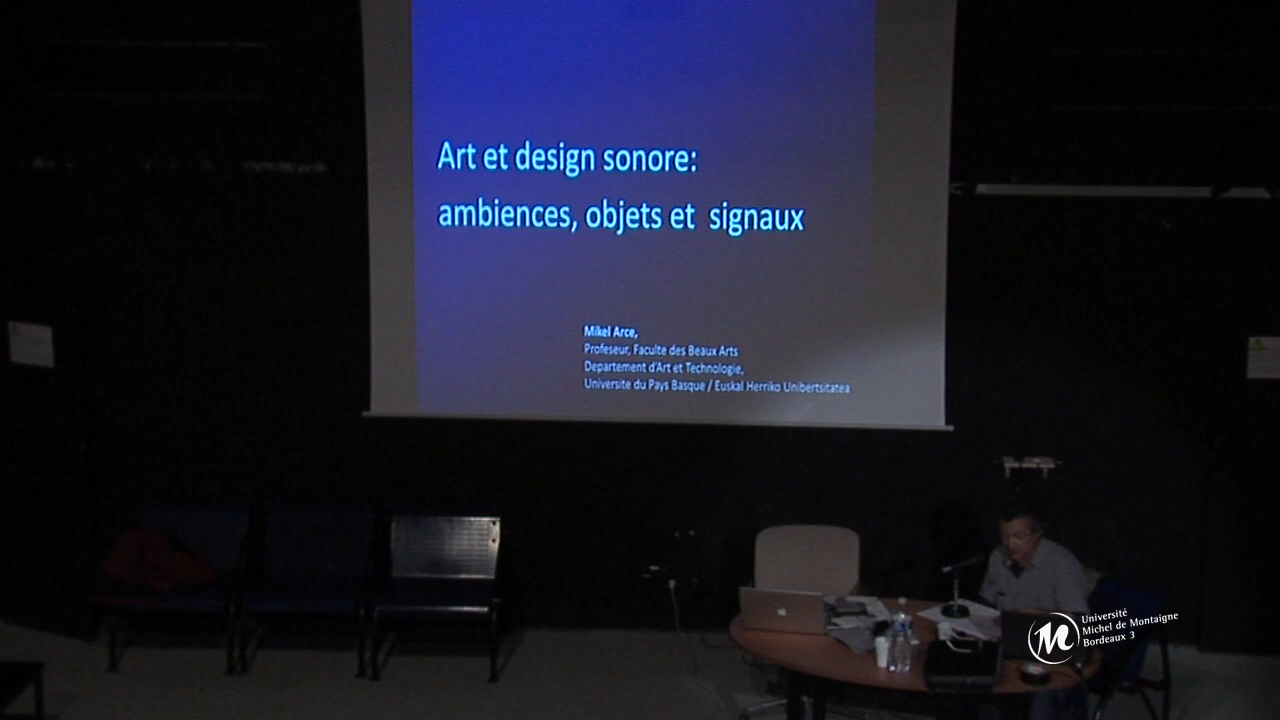 Art et design sonore:
ambiences, objets et signaux
Mikel Arce,
Profeseur, Faculte des Beaux Arts
Departement d'Art et Technologie,
Universite du Pays Basque / Euskal Herriko Unibertsitatea
Université
Michel de Montaigne
Bordeaux 3